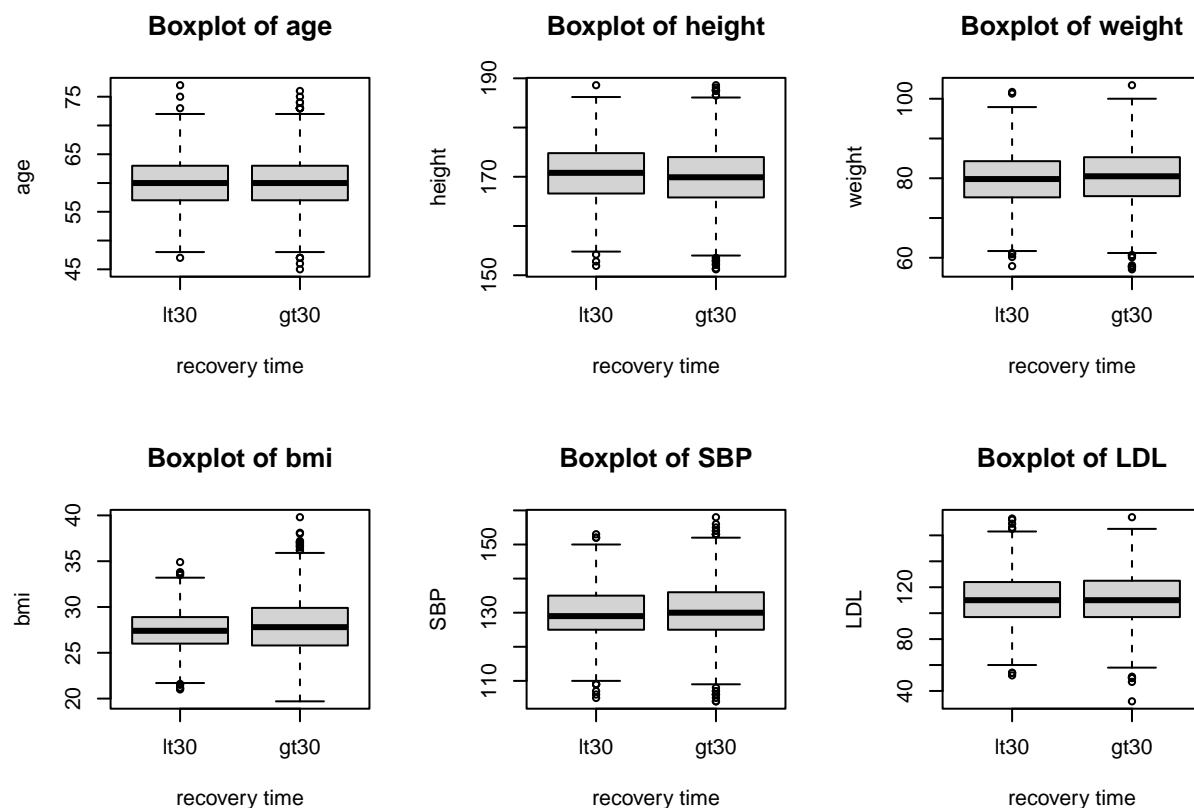 Boxplot of age
75
65
55
45
age
lt30
gt30
recovery time
Boxplot of height
190
170
150
height
lt30
gt30
recovery time
Boxplot of weight
100
80
60
weight
lt30
gt30
recovery time
Boxplot of bmi
40
35
30
25
20
bmi
lt30
gt30
recovery time
Boxplot of SBP
150
130
110
SBP
lt30
gt30
recovery time
Boxplot of LDL
120
80
40
LDL
lt30
gt30
recovery time